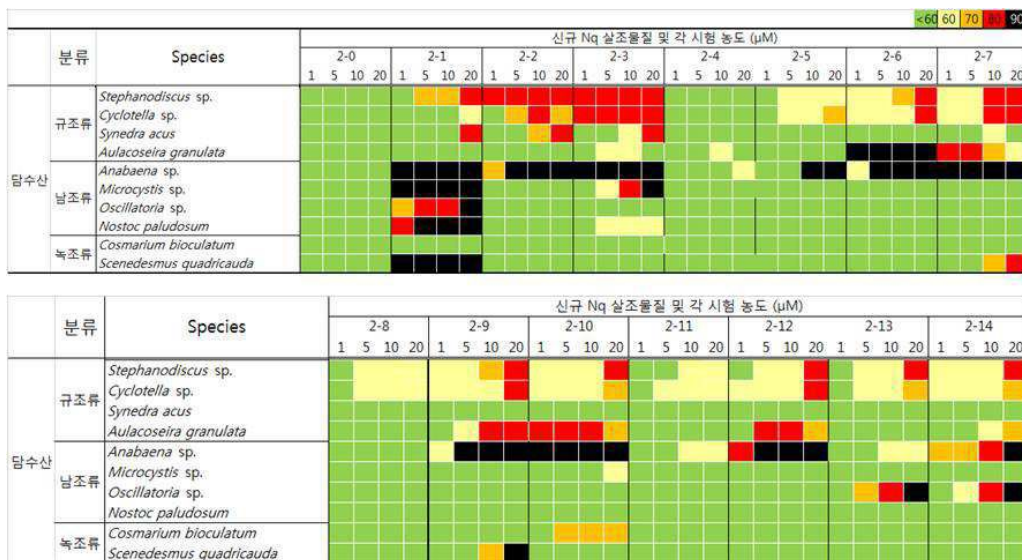 <60 60 70 80 90
신규 Nq 살조물질 및 각 시험 농도 (μM)
분류 Species 2-0 2-1 2-2 2-3 2-4 2-5 2-6 2-7
1 5 10 20 1 5 10 20 1 5 10 20 1 5 10 20 1 5 10 20 1 5 10 20 1 5 10 20 1 5 10 20
Stephanodiscus sp.
규조류 Cyclotella sp.
Synedra acus
Aulacoseira granulata
담수산 Anabaena sp.
남조류 Microcystis sp.
Oscillatoria sp.
Nostoc paludosum
녹조류 Cosmarium bioculatum
Scenedesmus quadricauda
신규 Nq 살조물질 및 각 시험 농도 (μM)
분류 Species 2-8 2-9 2-10 2-11 2-12 2-13 2-14
1 5 10 20 1 5 10 20 1 5 10 20 1 5 10 20 1 5 10 20 1 5 10 20 1 5 10 20
Stephanodiscus sp.
규조류 Cyclotella sp.
Synedra acus
Aulacoseira granulata
담수산 Anabaena sp.
남조류 Microcystis sp.
Oscillatoria sp.
Nostoc paludosum
녹조류 Cosmarium bioculatum
Scenedesmus quadricauda